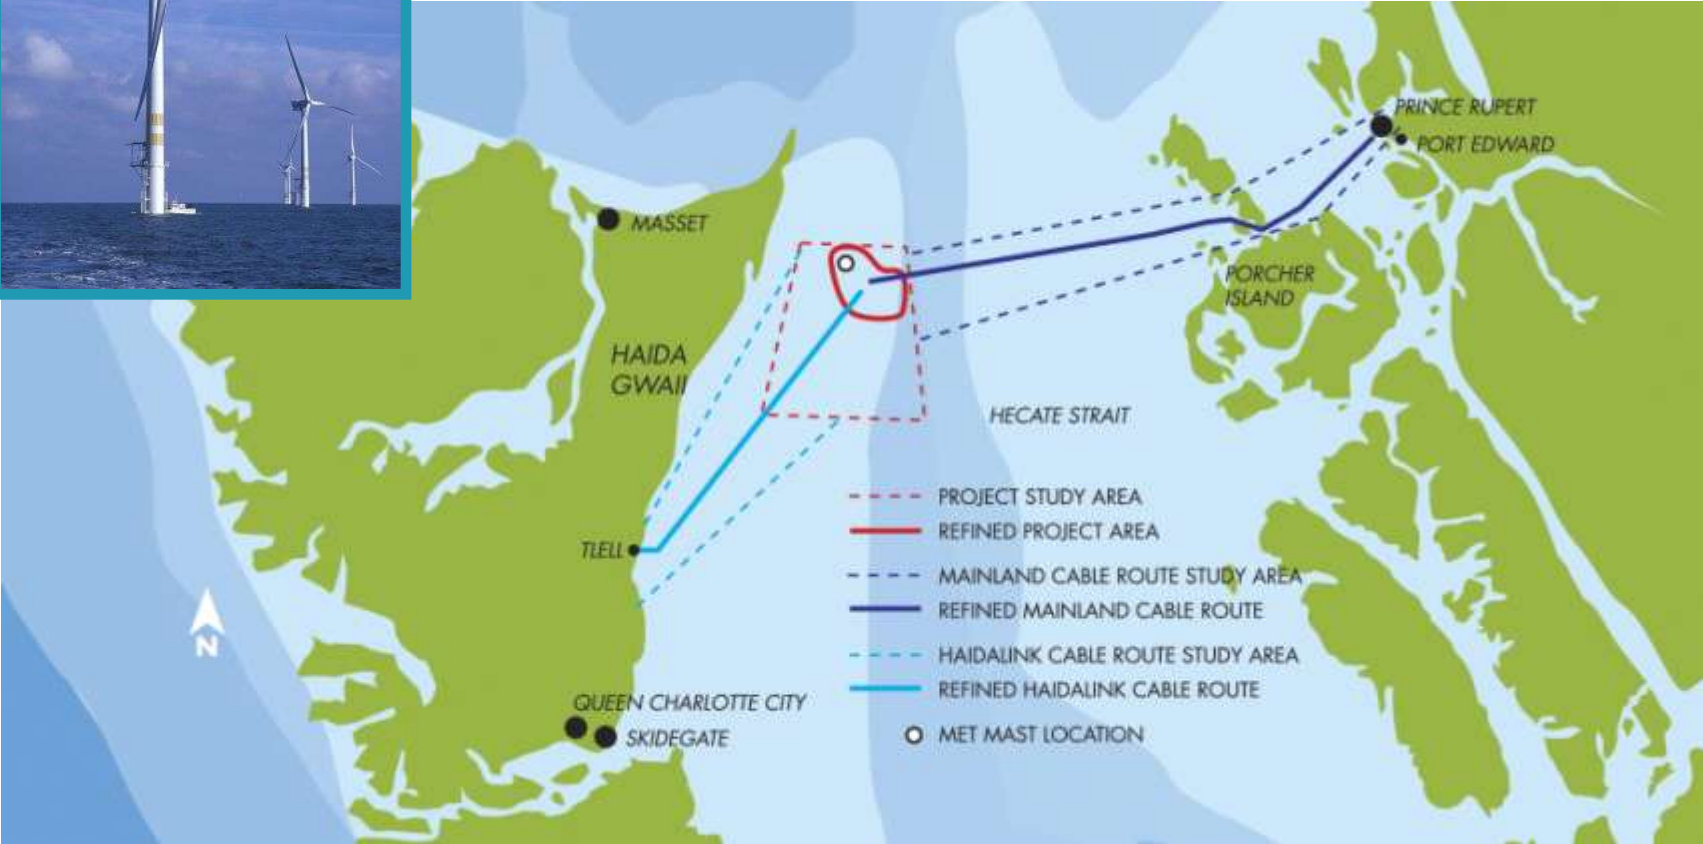 PRINCE RUPERT
PORT EDWARD
MASSET
PORCHER
ISLAND
HAIDA
GWAII
HECATE STRAIT
PROJECT STUDY AREA
REFINED PROJECT AREA
TLELL
MAINLAND CABLE ROUTE STUDY AREA
REFINED MAINLAND CABLE ROUTE
N
HAIDALINK CABLE ROUTE STUDY AREA
REFINED HAIDALINK CABLE ROUTE
QUEEN CHARLOTTE CITY
SKIDEGATE
MET MAST LOCATION